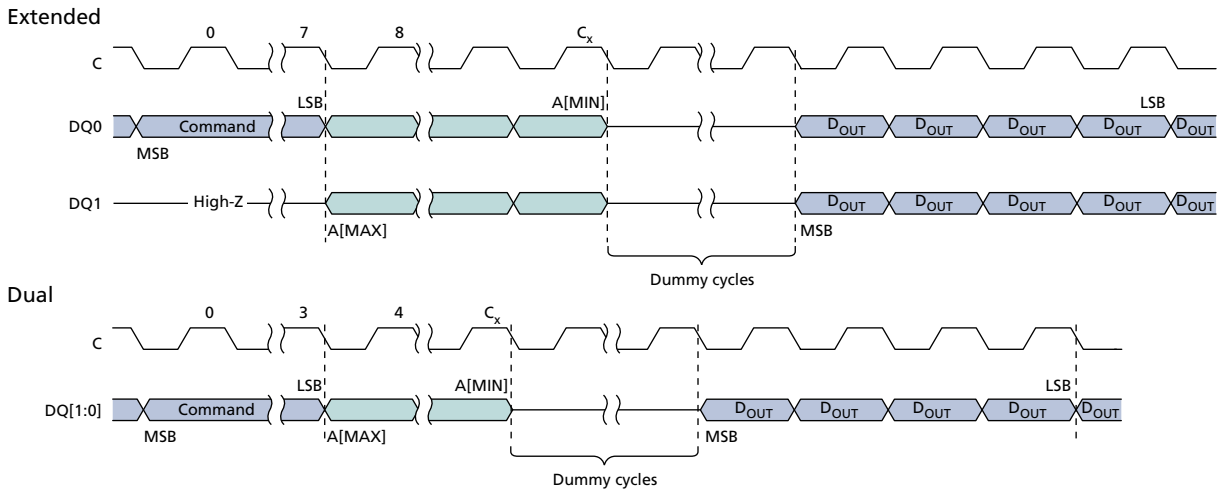 Extended
0 7 8 Cx
C
LSB A[MIN] LSB
DQ0 Command DOUT DOUT DOUT DOUT DOUT
MSB
DQ1 High-Z DOUT DOUT DOUT DOUT DOUT
A[MAX] MSB
Dummy cycles
Dual
0 3 4 Cx
C
LSB A[MIN] LSB
DQ[1:0] Command DOUT DOUT DOUT DOUT DOUT
MSB A[MAX] MSB
Dummy cycles